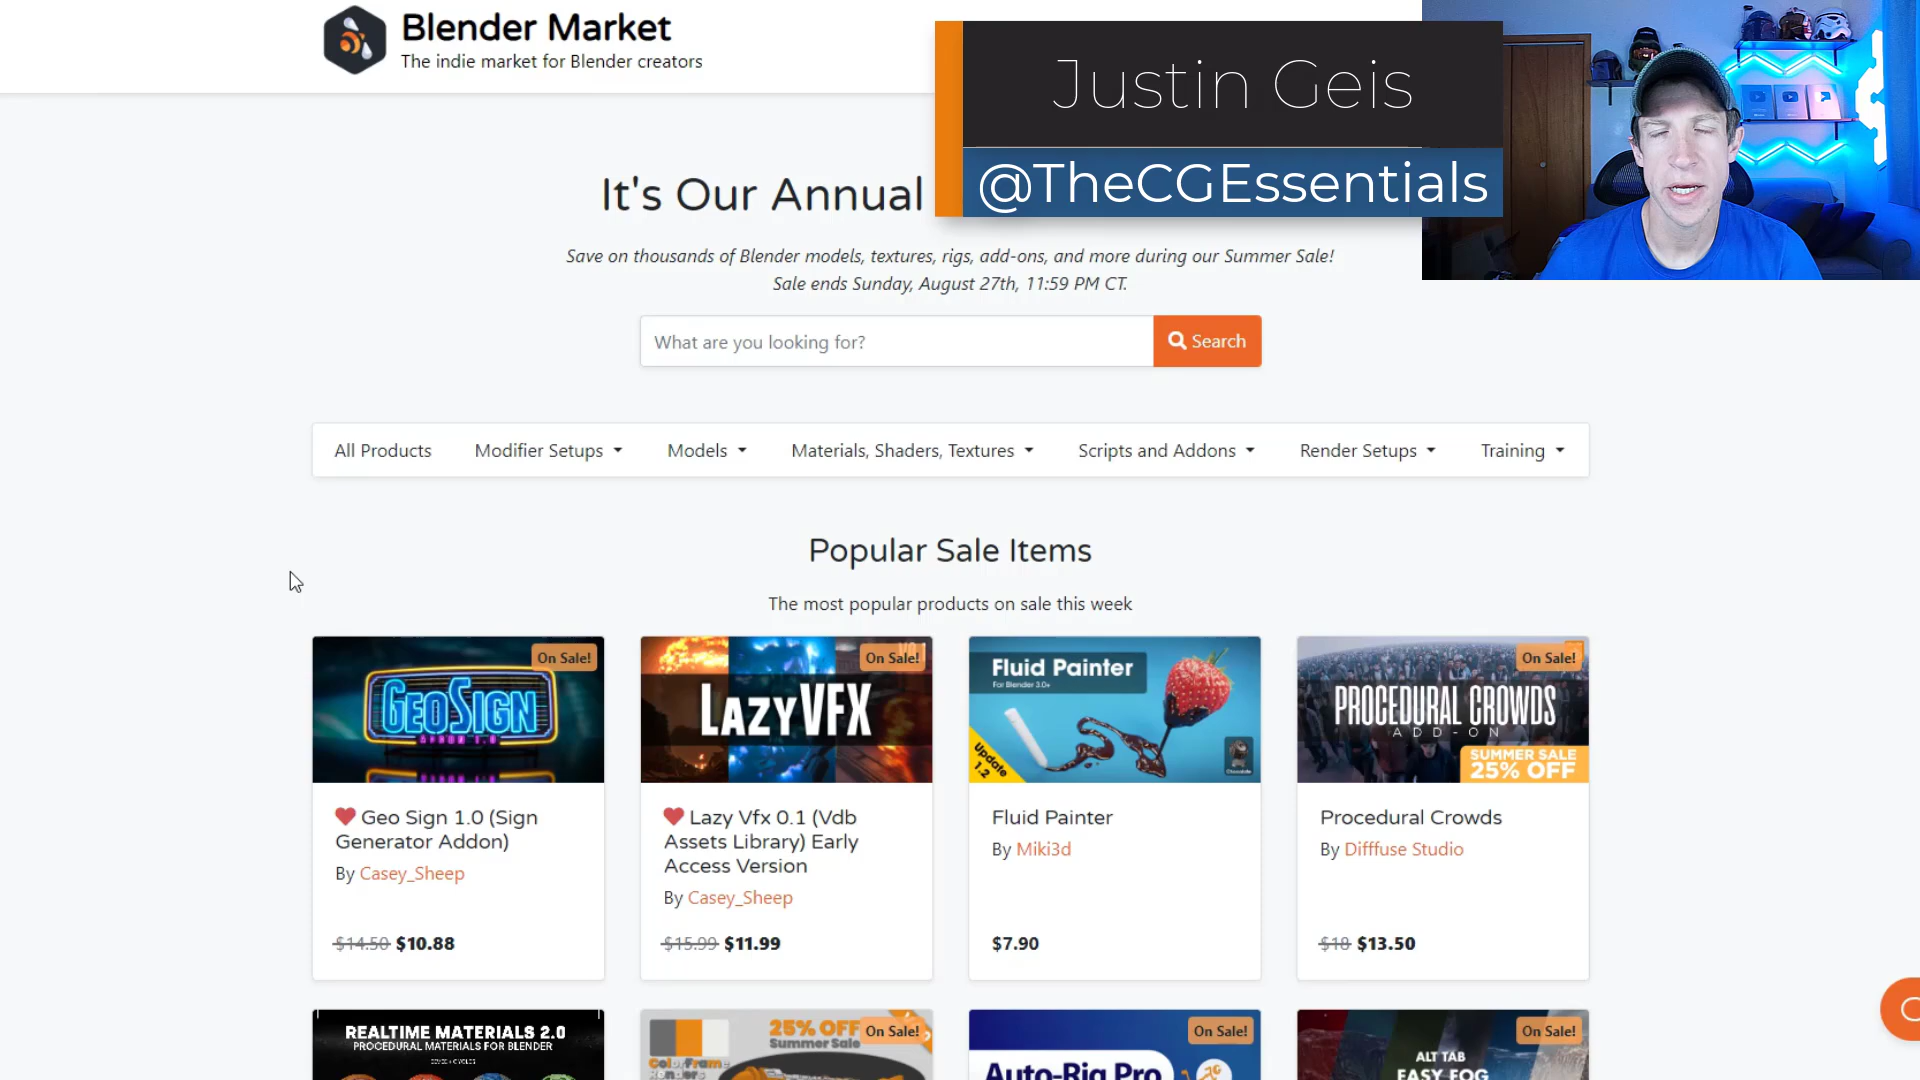 Blender Market
The indie market for Blender creators
Justin Geis
@TheCGEssentials
It's Our Annual
Save on thousands of Blender models, textures, rigs, add-ons, and more during our Summer Sale!
Sale ends Sunday, August 27th, 11:59 PM CT.
What are you looking for?
Search
All Products
Modifier Setups
Models
Materials, Shaders, Textures
Scripts and Addons
Render Setups
Training
Popular Sale Items
The most popular products on sale this week
On Sale!
GEOSIGN
ADDON 1.0
Geo Sign 1.0 (Sign
Generator Addon)
By Casey_Sheep
$14.50 $10.88
On Sale!
LAZYVFX
Lazy Vfx 0.1 (Vdb
Assets Library) Early
Access Version
By Casey_Sheep
$15.99 $11.99
Fluid Painter
For Blender 3.0+
Update
1.2
Chocolate
Fluid Painter
By Miki3d
$7.90
On Sale!
PROCEDURAL CROWDS
ADD-ON
SUMMER SALE
25% OFF
Procedural Crowds
By Difffuse Studio
$18 $13.50
REALTIME MATERIALS 2.0
PROCEDURAL MATERIALS FOR BLENDER
EEVEE + CYCLES
25% OFF
Summer Sale
On Sale!
ColorFrame
Renders
On Sale!
Auto-Rig Pro
On Sale!
ALT TAB
EASY FOG